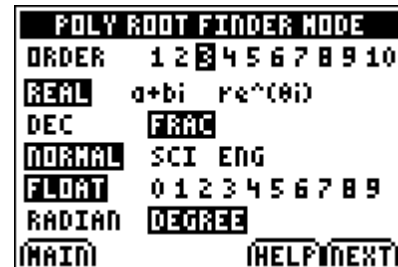 POLY ROOT FINDER MODE
ORDER 1 2 3 4 5 6 7 8 9 10
REAL a+bi re^(θi)
DEC FRAC
NORMAL SCI ENG
FLOAT 0 1 2 3 4 5 6 7 8 9
RADIAN DEGREE
MAIN HELP NEXT